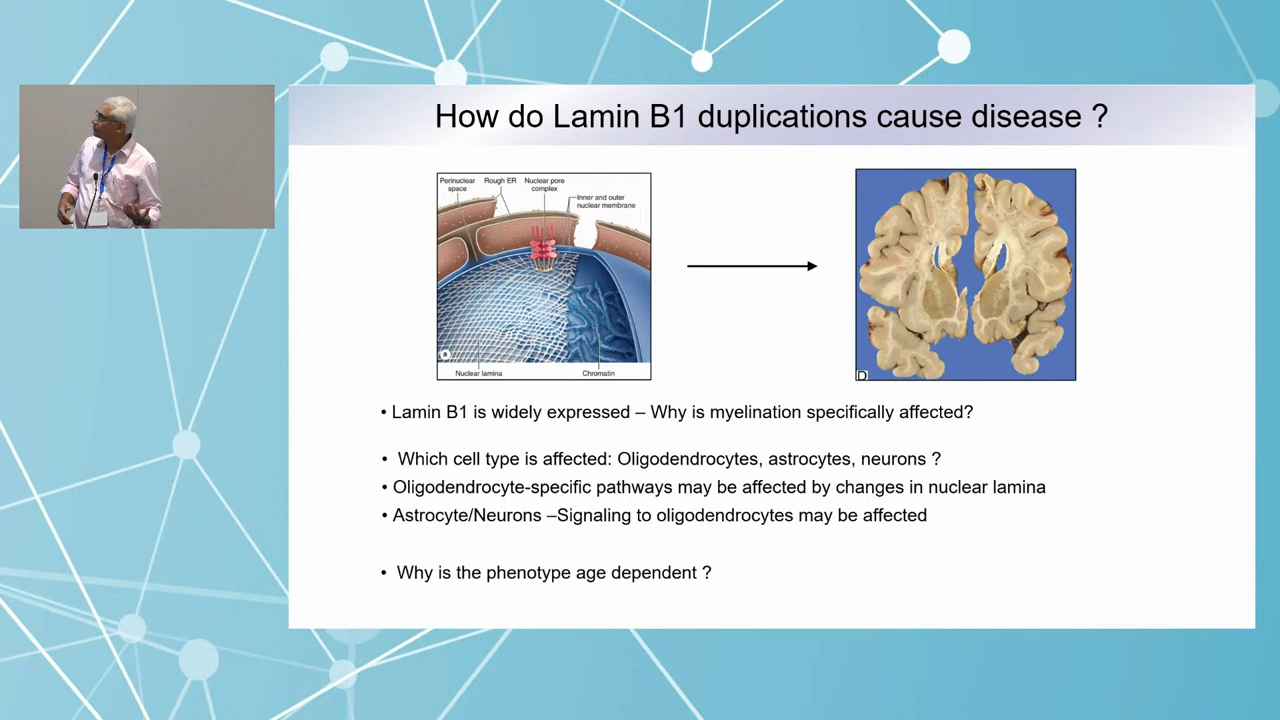 How do Lamin B1 duplications cause disease ?
Perinuclear
space
Rough ER
Nuclear pore
complex
Inner and outer
nuclear membrane
Nuclear lamina
Chromatin
D
• Lamin B1 is widely expressed – Why is myelination specifically affected?
• Which cell type is affected: Oligodendrocytes, astrocytes, neurons ?
• Oligodendrocyte-specific pathways may be affected by changes in nuclear lamina
• Astrocyte/Neurons –Signaling to oligodendrocytes may be affected
• Why is the phenotype age dependent ?